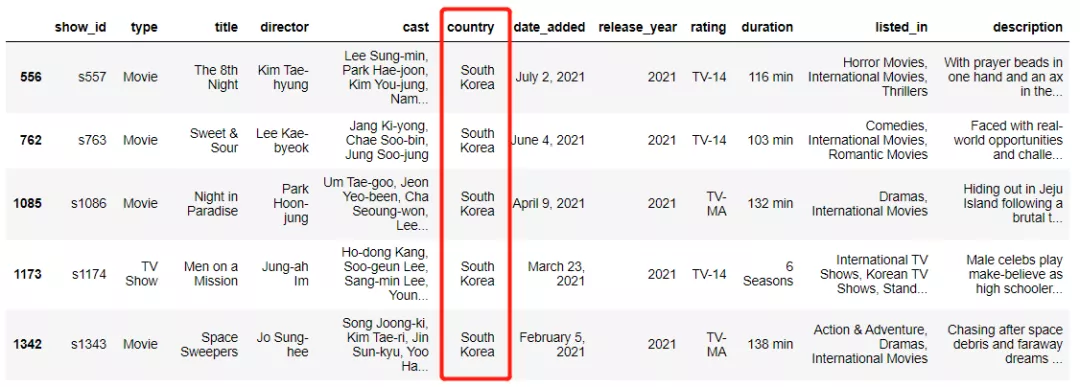 show_id type title director cast country date_added release_year rating duration listed_in description
556 s557 Movie The 8th Night Kim Tae-hyung Lee Sung-min, Park Hae-joon, Kim You-jung, Nam... South Korea July 2, 2021 2021 TV-14 116 min Horror Movies, International Movies, Thrillers With prayer beads in one hand and an ax in the...
762 s763 Movie Sweet & Sour Lee Kae-byeok Jang Ki-yong, Chae Soo-bin, Jung Soo-jung South Korea June 4, 2021 2021 TV-14 103 min Comedies, International Movies, Romantic Movies Faced with real-world opportunities and challe...
1085 s1086 Movie Night in Paradise Park Hoon-jung Um Tae-goo, Jeon Yeo-been, Cha Seoung-won, Lee... South Korea April 9, 2021 2021 TV-MA 132 min Dramas, International Movies Hiding out in Jeju Island following a brutal t...
1173 s1174 TV Show Men on a Mission Jung-ah Im Ho-dong Kang, Soo-geun Lee, Sang-min Lee, Youn... South Korea March 23, 2021 2021 TV-14 6 Seasons International TV Shows, Korean TV Shows, Stand... Male celebs play make-believe as high schooler...
1342 s1343 Movie Space Sweepers Jo Sung-hee Song Joong-ki, Kim Tae-ri, Jin Sun-kyu, Yoo Ha... South Korea February 5, 2021 2021 TV-MA 138 min Action & Adventure, Dramas, International Movies Chasing after space debris and faraway dreams ...